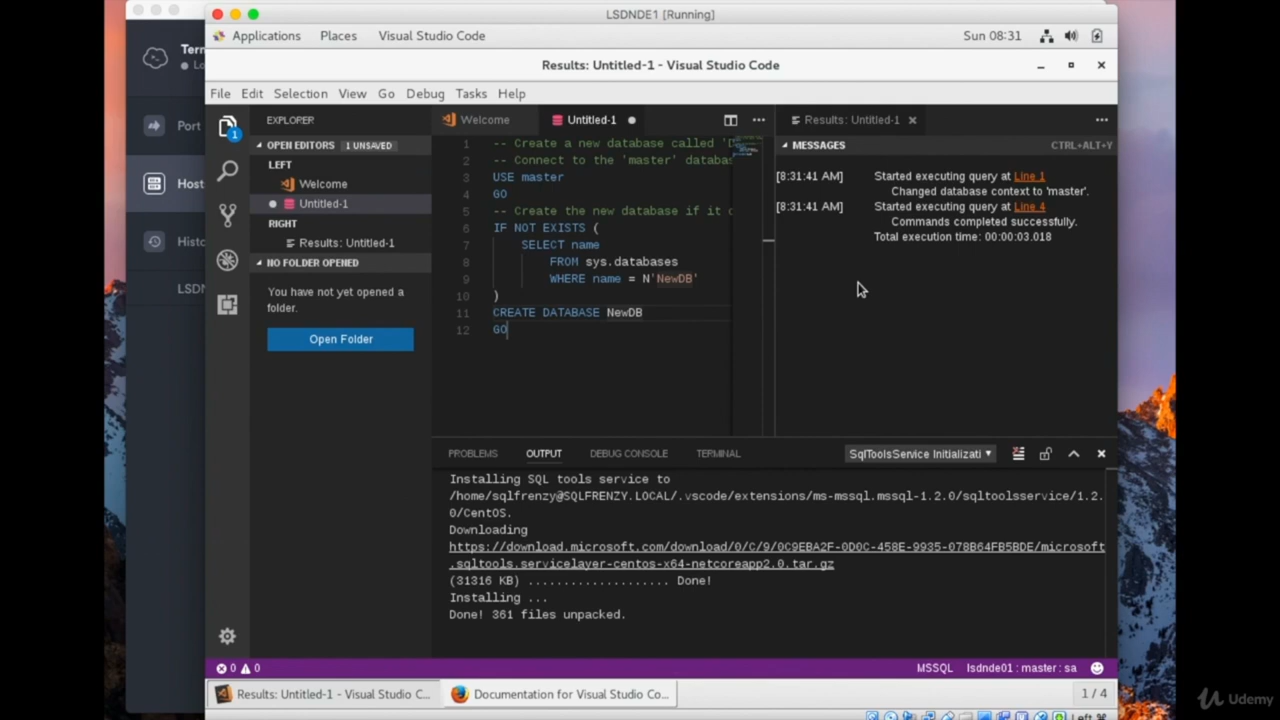 LSDNDE1 [Running]
Applications Places Visual Studio Code Sun 08:31
Results: Untitled-1 - Visual Studio Code
File Edit Selection View Go Debug Tasks Help
Port
Histo
LSDN
1
EXPLORER
OPEN EDITORS 1 UNSAVED
LEFT
Welcome
Untitled-1
RIGHT
Results: Untitled-1
NO FOLDER OPENED
You have not yet opened a
folder.
Open Folder
Welcome Untitled-1
1 -- Create a new database called '
2 -- Connect to the 'master' databas
3 USE master
4 GO
5 -- Create the new database if it
6 IF NOT EXISTS (
7 SELECT name
8 FROM sys.databases
9 WHERE name = N'NewDB'
10 )
11 CREATE DATABASE NewDB
12 GO
Results: Untitled-1
MESSAGES CTRL+ALT+Y
[8:31:41 AM] Started executing query at Line 1
Changed database context to 'master'.
[8:31:41 AM] Started executing query at Line 4
Commands completed successfully.
Total execution time: 00:00:03.018
PROBLEMS OUTPUT DEBUG CONSOLE TERMINAL SqlToolsService Initializati
Installing SQL tools service to
/home/sqlfrenzy@SQLFRENZY.LOCAL/.vscode/extensions/ms-mssql.mssql-1.2.0/sqltoolsservice/1.2.
0/CentOS.
Downloading
https://download.microsoft.com/download/0/C/9/0C9EBA2F-0D0C-458E-9935-078B64FB5BDE/microsoft
.sqltools.servicelayer-centos-x64-netcoreapp2.0.tar.gz
(31316 KB) .................... Done!
Installing ...
Done! 361 files unpacked.
0 0 MSSQL lsdnde01 : master : sa
Results: Untitled-1 - Visual Studio C... Documentation for Visual Studio Co... 1 / 4
Left ⌘
Udemy